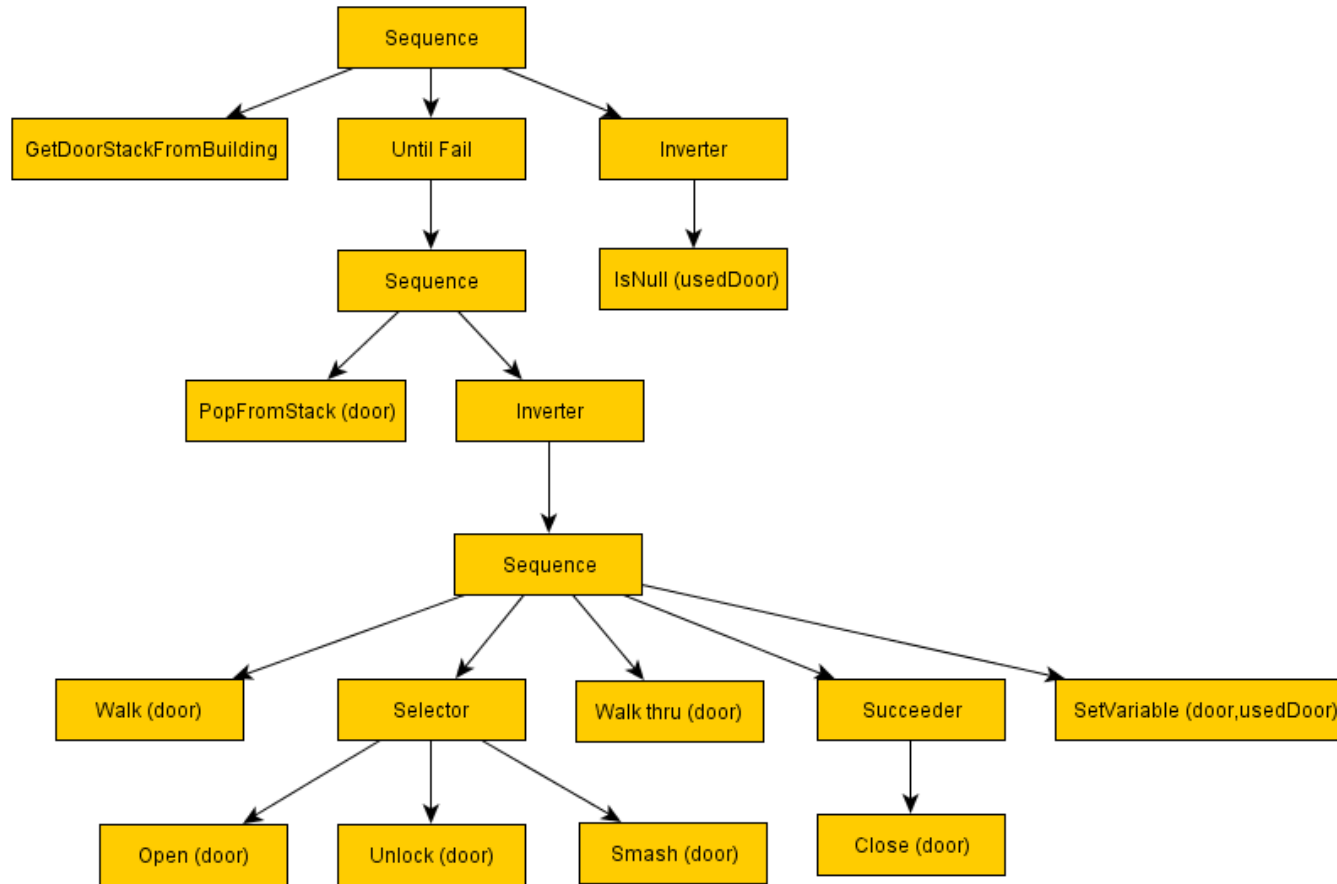 Sequence
GetDoorStackFromBuilding
Until Fail
Inverter
Sequence
IsNull (usedDoor)
PopFromStack (door)
Inverter
Sequence
Walk (door)
Selector
Walk thru (door)
Succeeder
SetVariable (door,usedDoor)
Open (door)
Unlock (door)
Smash (door)
Close (door)